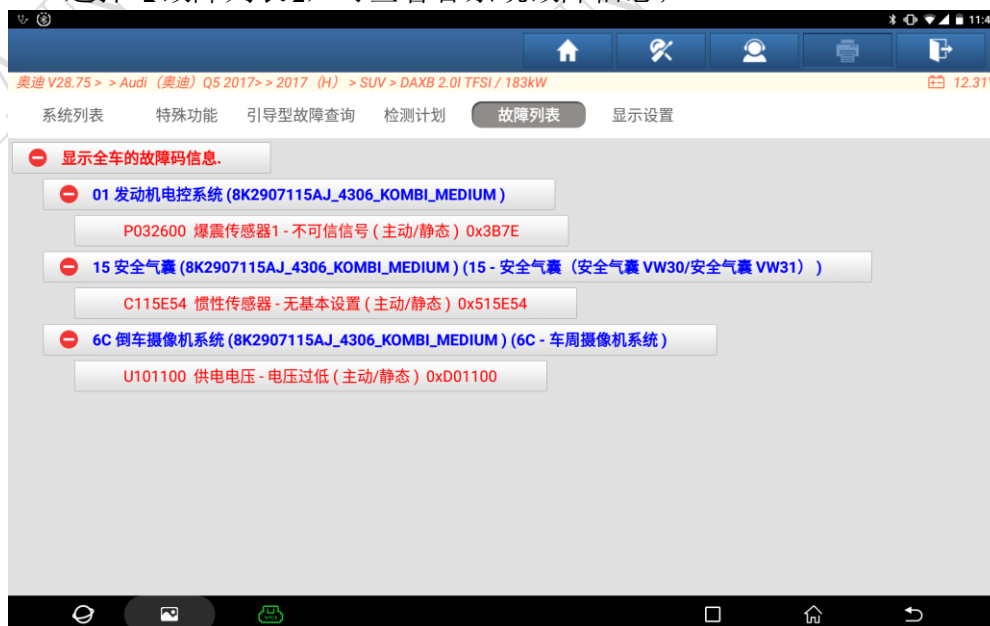 11:4
奥迪 V28.75 > > Audi（奥迪）Q5 2017> > 2017（H） > SUV > DAXB 2.0l TFSI / 183kW 12.31V
系统列表 特殊功能 引导型故障查询 检测计划 故障列表 显示设置
显示全车的故障码信息.
01 发动机电控系统 (8K2907115AJ_4306_KOMBI_MEDIUM )
P032600 爆震传感器1 - 不可信信号 ( 主动/静态 ) 0x3B7E
15 安全气囊 (8K2907115AJ_4306_KOMBI_MEDIUM ) (15 - 安全气囊（安全气囊 VW30/安全气囊 VW31） )
C115E54 惯性传感器 - 无基本设置 ( 主动/静态 ) 0x515E54
6C 倒车摄像机系统 (8K2907115AJ_4306_KOMBI_MEDIUM ) (6C - 车周摄像机系统 )
U101100 供电电压 - 电压过低 ( 主动/静态 ) 0xD01100